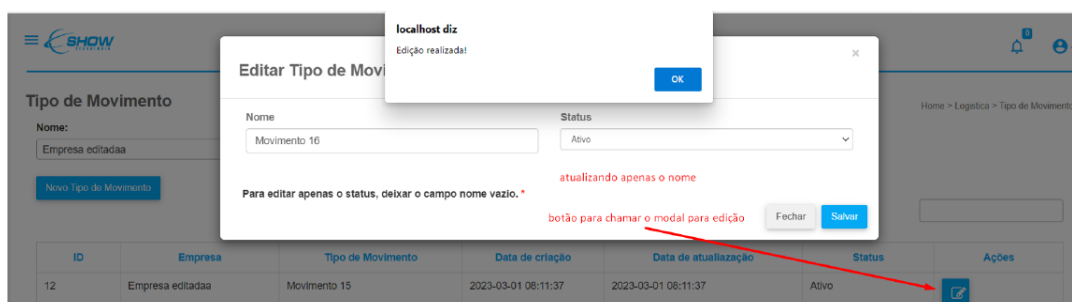 localhost diz
Edição realizada!
OK
SHOW
0
Editar Tipo de Movi
×
Tipo de Movimento
Home > Logistica > Tipo de Movimento
Nome:
Empresa editadaa
Nome
Status
Movimento 16
Ativo
Novo Tipo de Movimento
atualizando apenas o nome
Para editar apenas o status, deixar o campo nome vazio. *
botão para chamar o modal para edição
Fechar
Salvar
ID
Empresa
Tipo de Movimento
Data de criação
Data de atualiazação
Status
Ações
12
Empresa editadaa
Movimento 15
2023-03-01 08:11:37
2023-03-01 08:11:37
Ativo